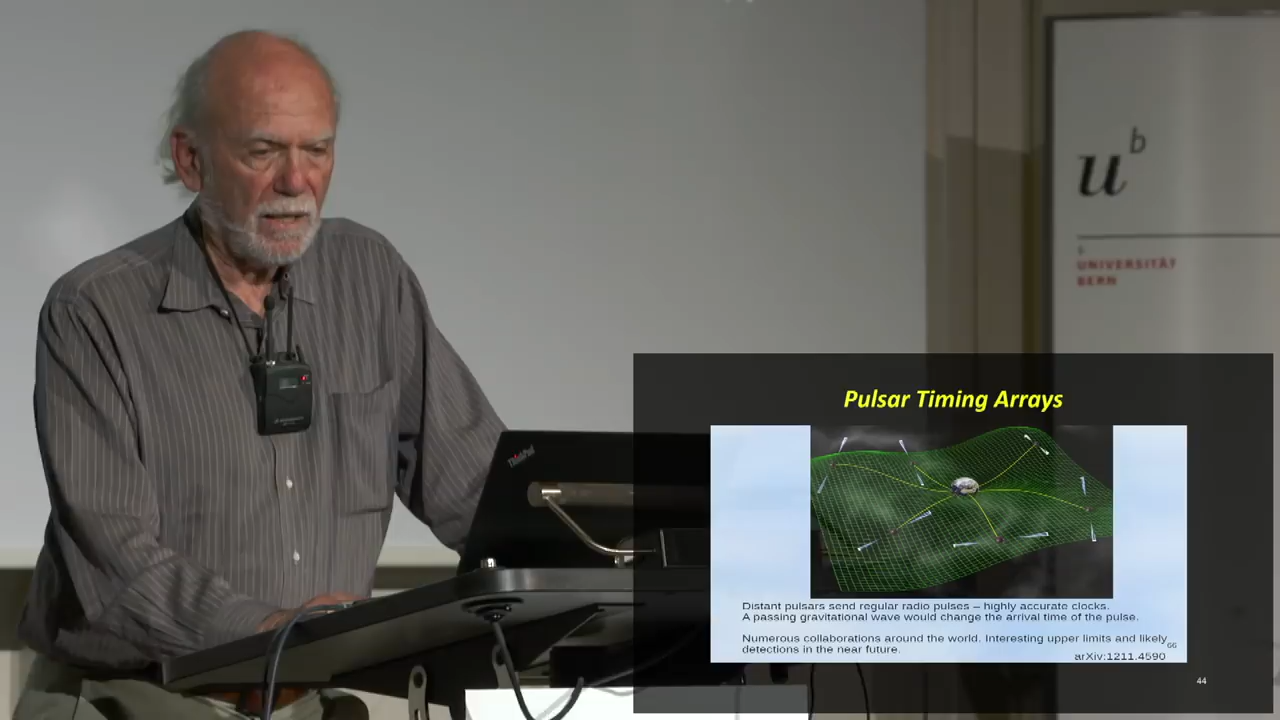 u
b
b
UNIVERSITÄT
BERN
ThinkPad
Pulsar Timing Arrays
Distant pulsars send regular radio pulses – highly accurate clocks.
A passing gravitational wave would change the arrival time of the pulse.
Numerous collaborations around the world. Interesting upper limits and likely
detections in the near future.
66
arXiv:1211.4590
44